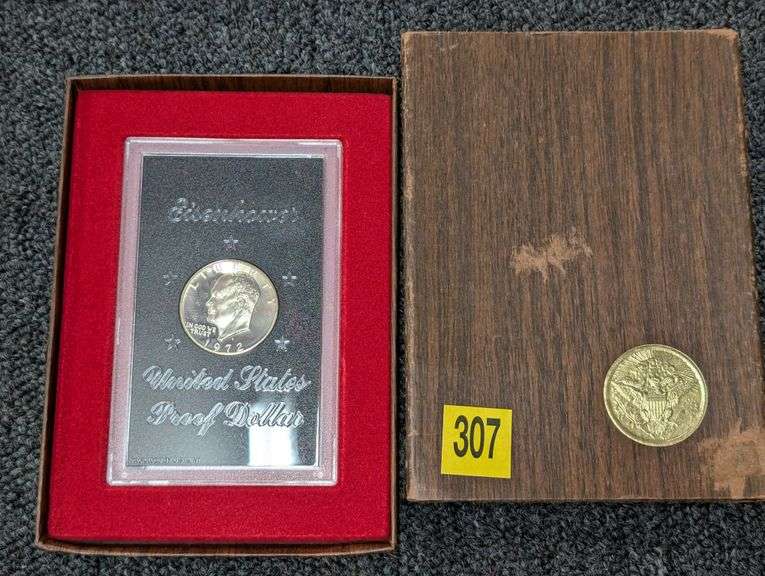 Eisenhower
LIBERTY
IN GOD WE
TRUST
1972
United States
Proof Dollar
307